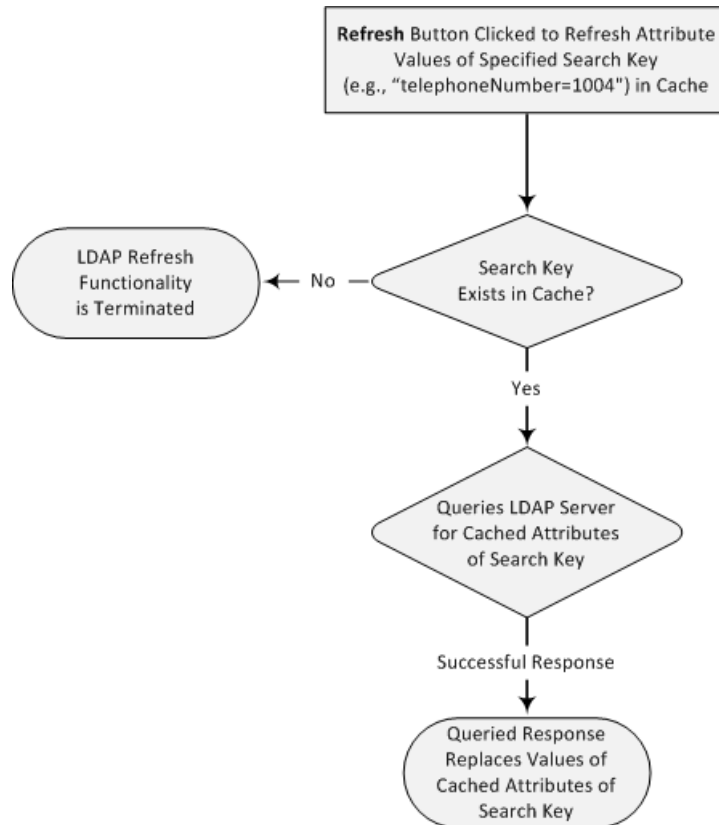 Refresh Button Clicked to Refresh Attribute
Values of Specified Search Key
(e.g., “telephoneNumber=1004") in Cache
LDAP Refresh
Functionality
is Terminated
No
Search Key
Exists in Cache?
Yes
Queries LDAP Server
for Cached Attributes
of Search Key
Successful Response
Queried Response
Replaces Values of
Cached Attributes of
Search Key